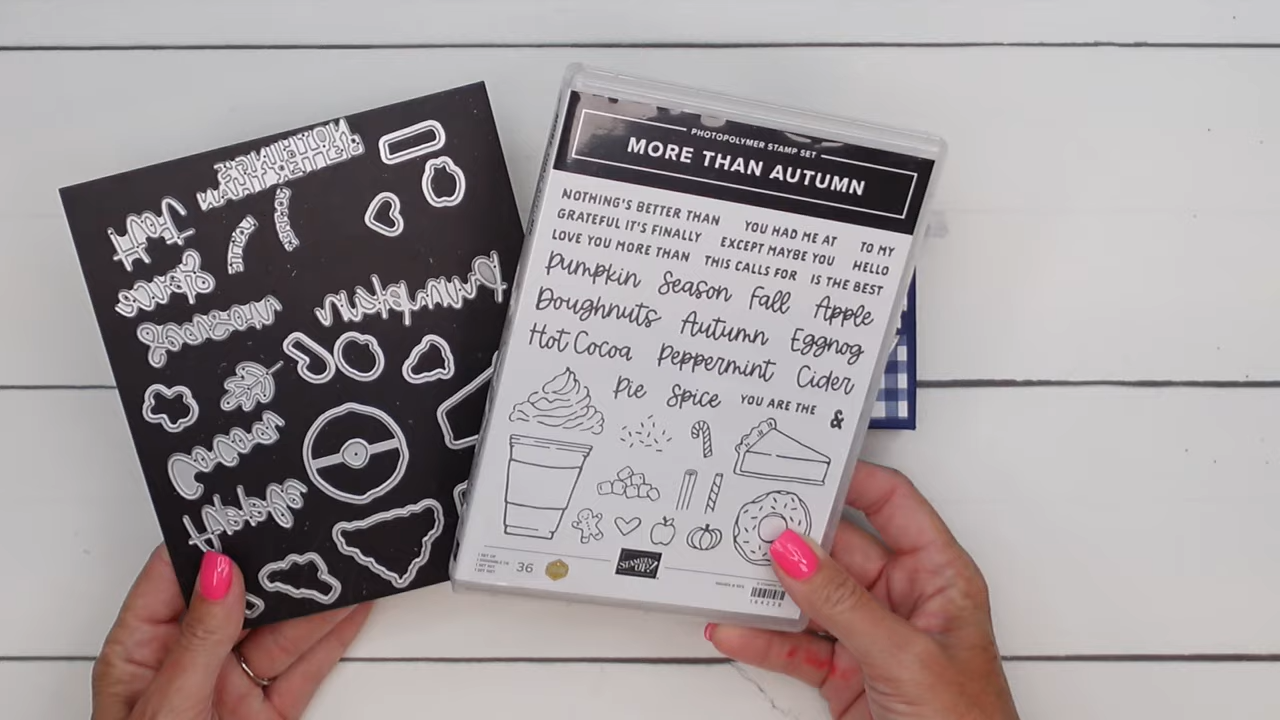 PHOTOPOLYMER STAMP SET
MORE THAN AUTUMN
NOTHING'S BETTER THAN YOU HAD ME AT TO MY
GRATEFUL IT'S FINALLY EXCEPT MAYBE YOU HELLO
LOVE YOU MORE THAN THIS CALLS FOR IS THE BEST
Pumpkin Season Fall Apple
Doughnuts Autumn Eggnog
Hot Cocoa Peppermint Cider
Pie Spice YOU ARE THE &
36
STAMPIN' UP!